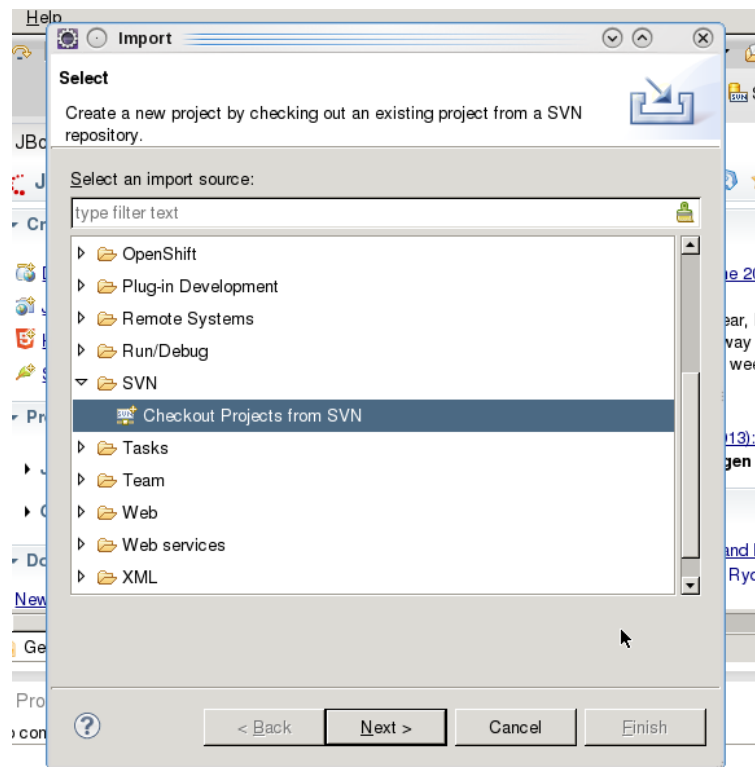 Help
Import
Select
Create a new project by checking out an existing project from a SVN
repository.
Select an import source:
type filter text
OpenShift
Plug-in Development
Remote Systems
Run/Debug
SVN
Checkout Projects from SVN
Tasks
Team
Web
Web services
XML
< Back
Next >
Cancel
Finish
New
and